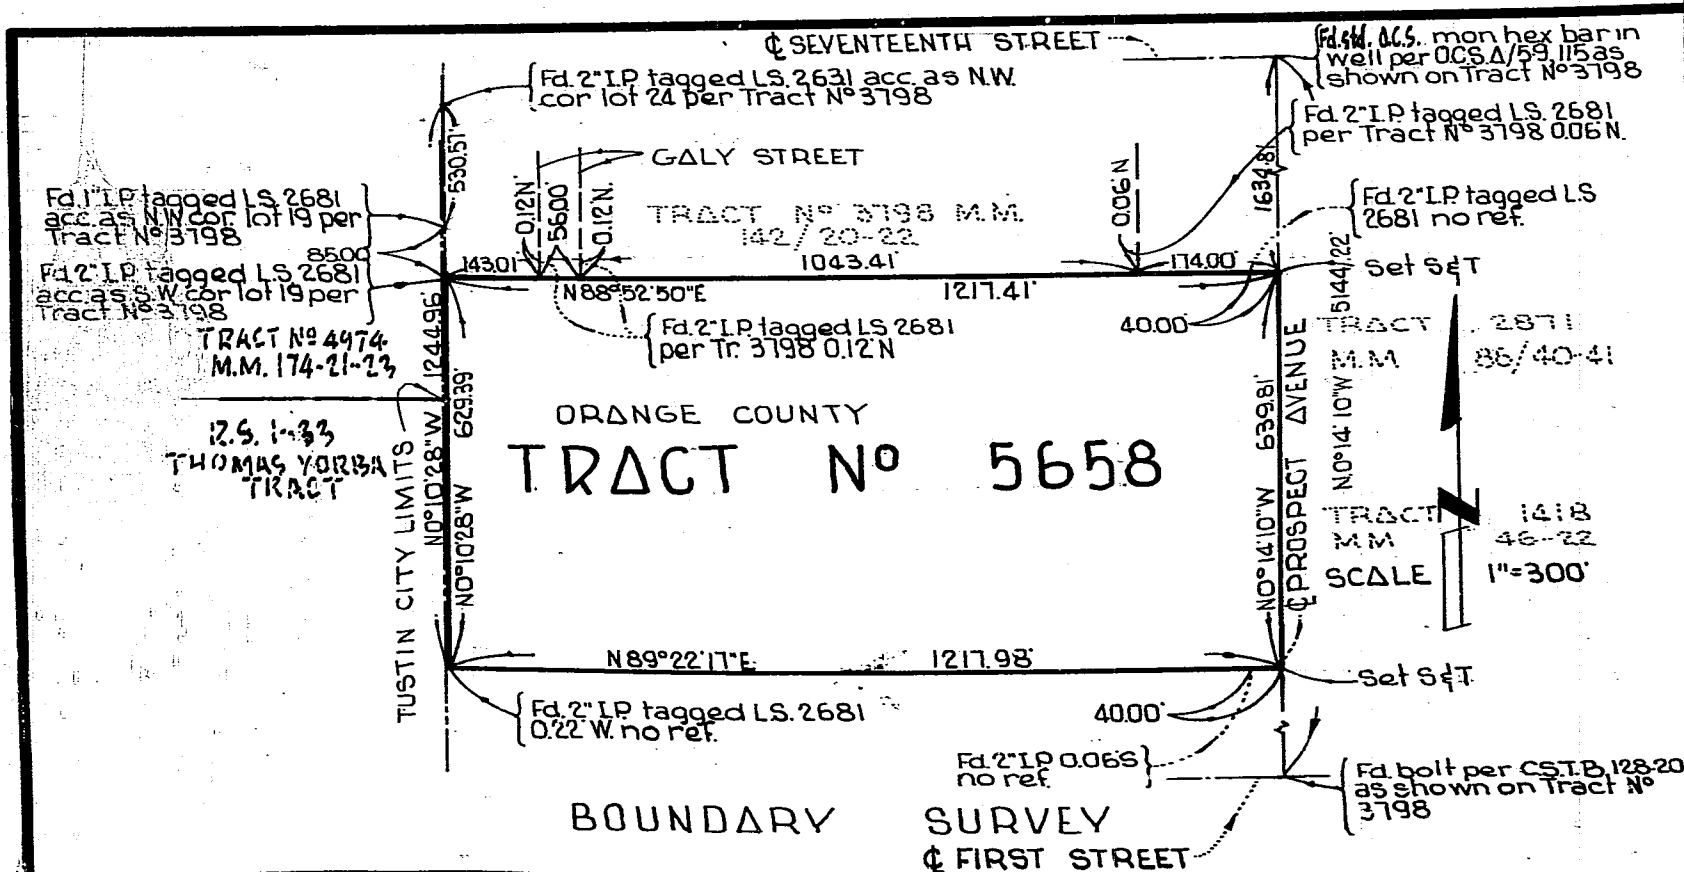 ℄ SEVENTEENTH STREET
Fd. std. O.C.S. mon hex bar in
well per O.C.S. Δ/59,115 as
shown on Tract Nº 3798
Fd. 2" I.P. tagged L.S. 2631 acc. as N.W.
cor lot 24 per Tract Nº 3798
Fd. 2" I.P. tagged L.S. 2681
per Tract Nº 3798 0.06 N.
530.57'
GALY STREET
1634.81'
Fd. 1" I.P. tagged L.S. 2681
acc. as N.W. cor. lot 19 per
Tract Nº 3798
0.12 N.
56.00'
0.12 N.
TRACT Nº 3798 M.M.
142/20-22
0.06' N
Fd. 2" I.P. tagged L.S
2681 no ref.
85.00
143.01'
1043.41'
174.00'
Set S&T
Fd. 2" I.P. tagged L.S. 2681
acc. as S.W. cor lot 19 per
Tract Nº 3798
N88°52'50"E
1217.41'
5144.22'
Fd. 2" I.P. tagged L.S 2681
per Tr. 3798 0.12 N
40.00'
TRACT 2871
M.M 86/40-41
TRACT Nº 4974
M.M. 174-21-23
1244.96'
N0°10'28"W
629.39'
N0°10'28"W
ORANGE COUNTY
TRACT Nº 5658
639.81'
N0°14'10"W
℄ PROSPECT AVENUE
N.0°14'10"W
R.S. 1-33
THOMAS YORBA
TRACT
TUSTIN CITY LIMITS
N
TRACT 1418
M.M 46-22
SCALE 1"=300'
N89°22'17"E
1217.98'
Set S&T
Fd. 2" I.P. tagged L.S. 2681
0.22' W. no ref.
40.00'
Fd. 2" I.P. 0.06 S
no ref.
Fd. bolt per C.S.T.B. 128-20
as shown on Tract Nº
3798
BOUNDARY SURVEY
℄ FIRST STREET